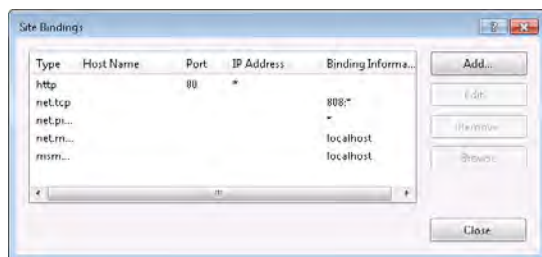 Site Bindings
Type Host Name Port IP Address Binding Informa...
http 80 *
net.tcp 808:*
net.pi... *
net.m... localhost
msm... localhost
Add...
Edit...
Remove
Browse
Close